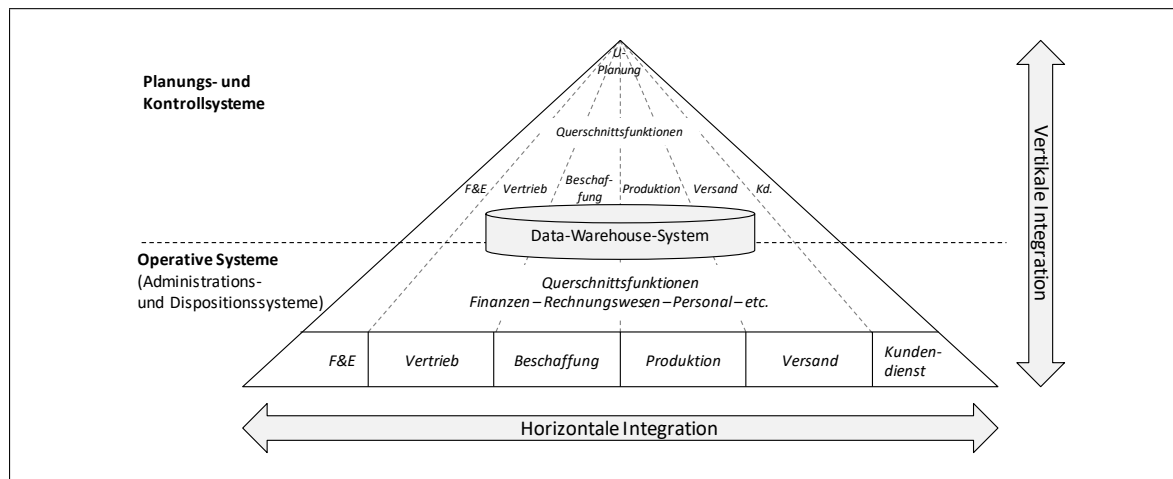 U-
Planung
Planungs- und
Kontrollsysteme
Querschnittsfunktionen
F&E Vertrieb Beschaf- Produktion Versand Kd.
fung
Data-Warehouse-System
Operative Systeme
(Administrations-
und Dispositionssysteme)
Querschnittsfunktionen
Finanzen – Rechnungswesen – Personal – etc.
F&E Vertrieb Beschaffung Produktion Versand Kunden-
dienst
Horizontale Integration
Vertikale Integration